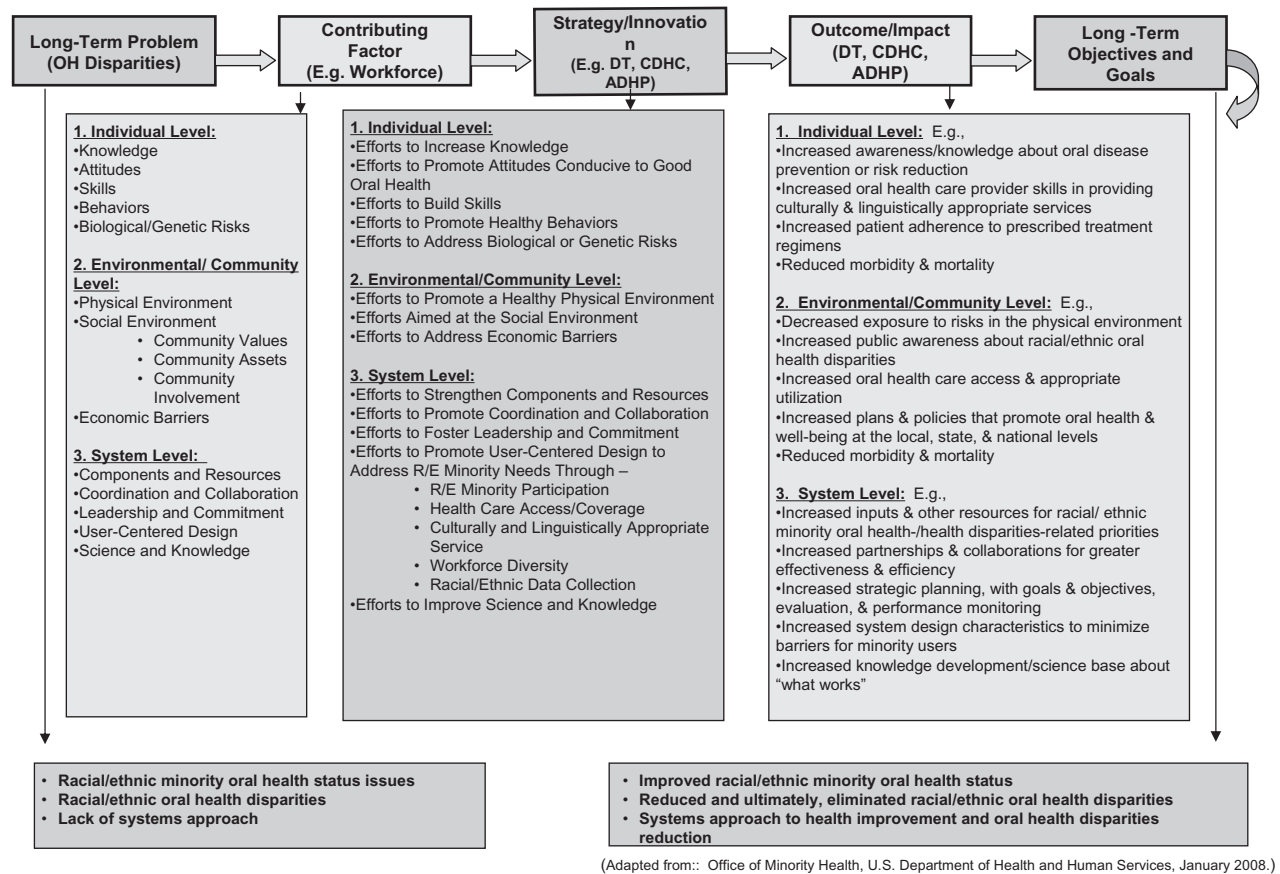 Long-Term Problem
(OH Disparities)
Contributing
Factor
(E.g. Workforce)
Strategy/Innovatio
n
(E.g. DT, CDHC,
ADHP)
Outcome/Impact
(DT, CDHC,
ADHP)
Long -Term
Objectives and
Goals
1. Individual Level:
•Knowledge
•Attitudes
•Skills
•Behaviors
•Biological/Genetic Risks
2. Environmental/ Community
Level:
•Physical Environment
•Social Environment
• Community Values
• Community Assets
• Community
Involvement
•Economic Barriers
3. System Level:
•Components and Resources
•Coordination and Collaboration
•Leadership and Commitment
•User-Centered Design
•Science and Knowledge
1. Individual Level:
•Efforts to Increase Knowledge
•Efforts to Promote Attitudes Conducive to Good
Oral Health
•Efforts to Build Skills
•Efforts to Promote Healthy Behaviors
•Efforts to Address Biological or Genetic Risks
2. Environmental/Community Level:
•Efforts to Promote a Healthy Physical Environment
•Efforts Aimed at the Social Environment
•Efforts to Address Economic Barriers
3. System Level:
•Efforts to Strengthen Components and Resources
•Efforts to Promote Coordination and Collaboration
•Efforts to Foster Leadership and Commitment
•Efforts to Promote User-Centered Design to
Address R/E Minority Needs Through –
• R/E Minority Participation
• Health Care Access/Coverage
• Culturally and Linguistically Appropriate
Service
• Workforce Diversity
• Racial/Ethnic Data Collection
•Efforts to Improve Science and Knowledge
1. Individual Level: E.g.,
•Increased awareness/knowledge about oral disease
prevention or risk reduction
•Increased oral health care provider skills in providing
culturally & linguistically appropriate services
•Increased patient adherence to prescribed treatment
regimens
•Reduced morbidity & mortality
2. Environmental/Community Level: E.g.,
•Decreased exposure to risks in the physical environment
•Increased public awareness about racial/ethnic oral
health disparities
•Increased oral health care access & appropriate
utilization
•Increased plans & policies that promote oral health &
well-being at the local, state, & national levels
•Reduced morbidity & mortality
3. System Level: E.g.,
•Increased inputs & other resources for racial/ ethnic
minority oral health-/health disparities-related priorities
•Increased partnerships & collaborations for greater
effectiveness & efficiency
•Increased strategic planning, with goals & objectives,
evaluation, & performance monitoring
•Increased system design characteristics to minimize
barriers for minority users
•Increased knowledge development/science base about
“what works”
• Racial/ethnic minority oral health status issues
• Racial/ethnic oral health disparities
• Lack of systems approach
• Improved racial/ethnic minority oral health status
• Reduced and ultimately, eliminated racial/ethnic oral health disparities
• Systems approach to health improvement and oral health disparities
reduction
(Adapted from:: Office of Minority Health, U.S. Department of Health and Human Services, January 2008.)